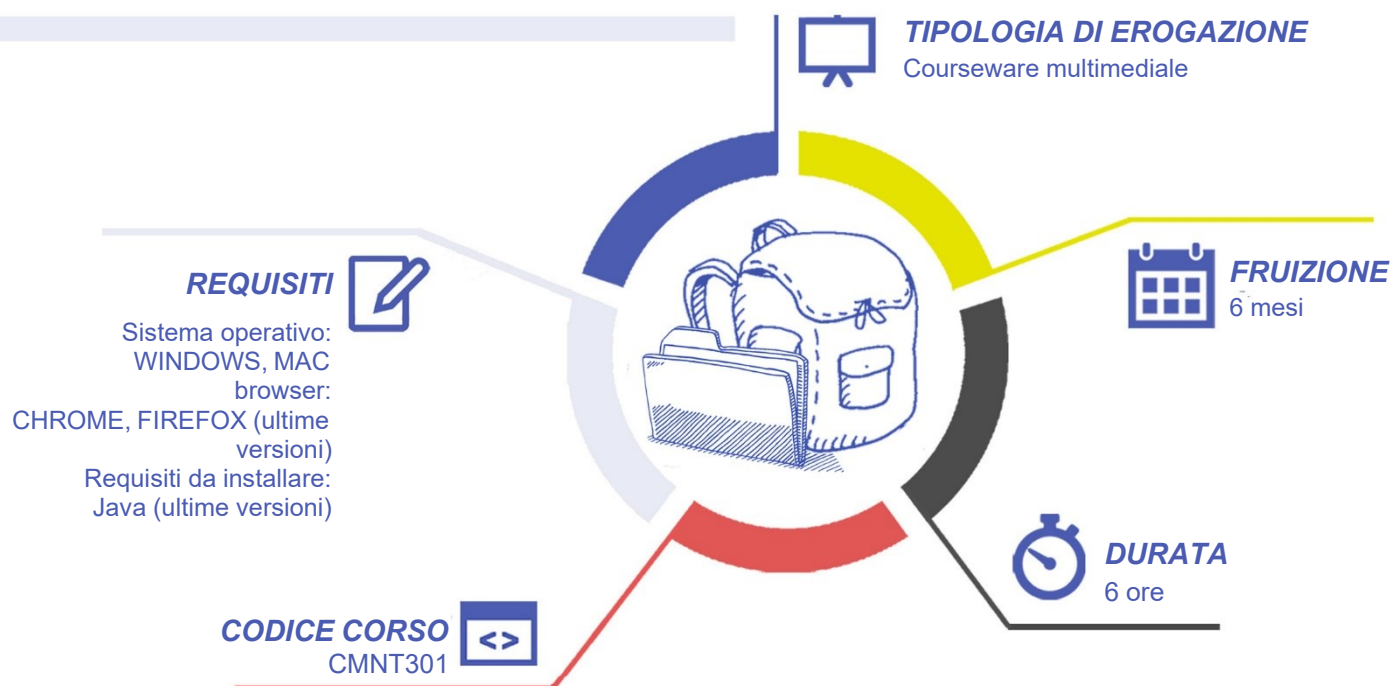 TIPOLOGIA DI EROGAZIONE
Courseware multimediale
REQUISITI
Sistema operativo:
WINDOWS, MAC
browser:
CHROME, FIREFOX (ultime
versioni)
Requisiti da installare:
Java (ultime versioni)
FRUIZIONE
6 mesi
DURATA
6 ore
CODICE CORSO
<>
CMNT301